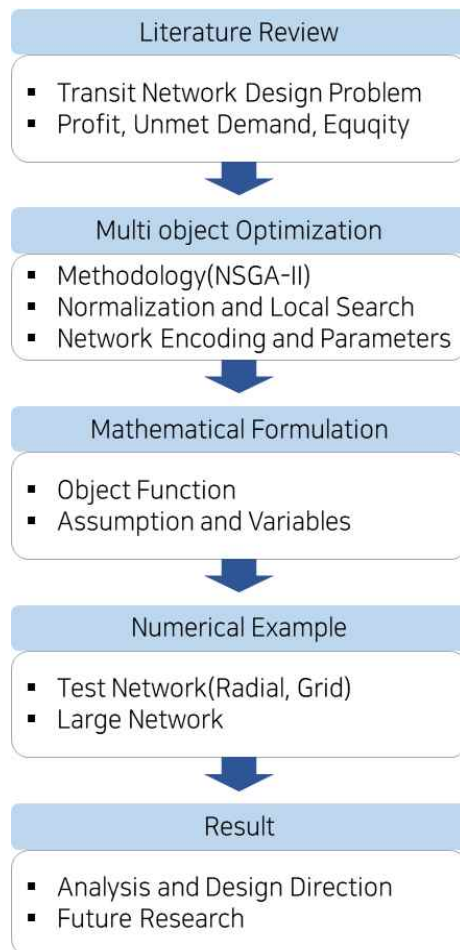 Literature Review
▪ Transit Network Design Problem
▪ Profit, Unmet Demand, Equqity
Multi object Optimization
▪ Methodology(NSGA-II)
▪ Normalization and Local Search
▪ Network Encoding and Parameters
Mathematical Formulation
▪ Object Function
▪ Assumption and Variables
Numerical Example
▪ Test Network(Radial, Grid)
▪ Large Network
Result
▪ Analysis and Design Direction
▪ Future Research